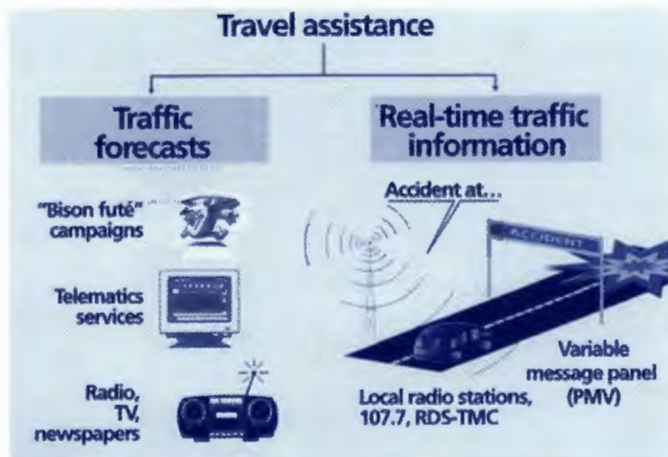 Travel assistance
Traffic
forecasts
"Bison futé"
campaigns
Telematics
services
Radio,
TV,
newspapers
Real-time traffic
information
Accident at...
ACCIDENT
Variable
message panel
(PMV)
Local radio stations,
107.7, RDS-TMC